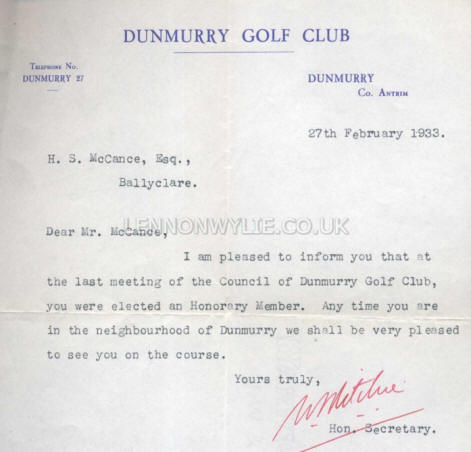 DUNMURRY GOLF CLUB
TELEPHONE NO.
DUNMURRY 27
DUNMURRY
CO. ANTRIM
27th February 1933.
H. S. McCance, Esq.,
Ballyclare.
LENNONWYLIE.CO.UK
Dear Mr. McCance,
I am pleased to inform you that at
the last meeting of the Council of Dunmurry Golf Club,
you were elected an Honorary Member. Any time you are
in the neighbourhood of Dunmurry we shall be very pleased
to see you on the course.
Yours truly,
Hon. Secretary.